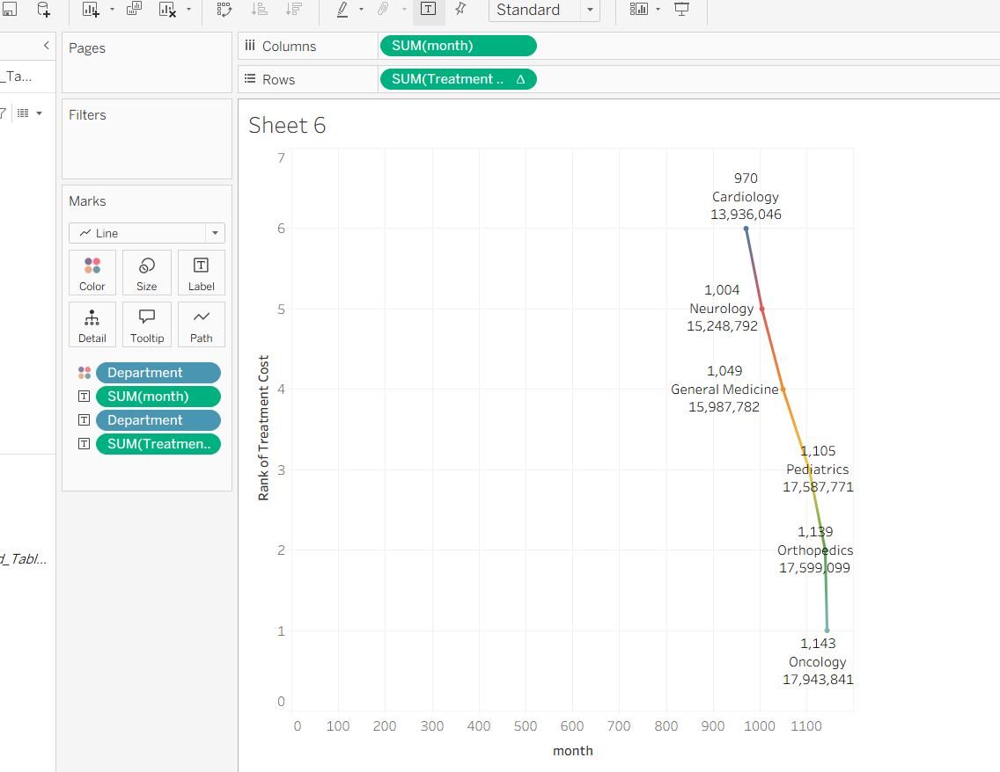 Standard
_Ta...
d_Tabl...
Pages
Filters
Marks
Line
Color
Size
T
Label
Detail
Tooltip
Path
Department
T SUM(month)
T Department
T SUM(Treatmen..
Columns
SUM(month)
Rows
SUM(Treatment .. Δ
Sheet 6
Rank of Treatment Cost
7
6
5
4
3
2
1
0
970
Cardiology
13,936,046
1,004
Neurology
15,248,792
1,049
General Medicine
15,987,782
1,105
Pediatrics
17,587,771
1,139
Orthopedics
17,599,099
1,143
Oncology
17,943,841
0 100 200 300 400 500 600 700 800 900 1000 1100
month